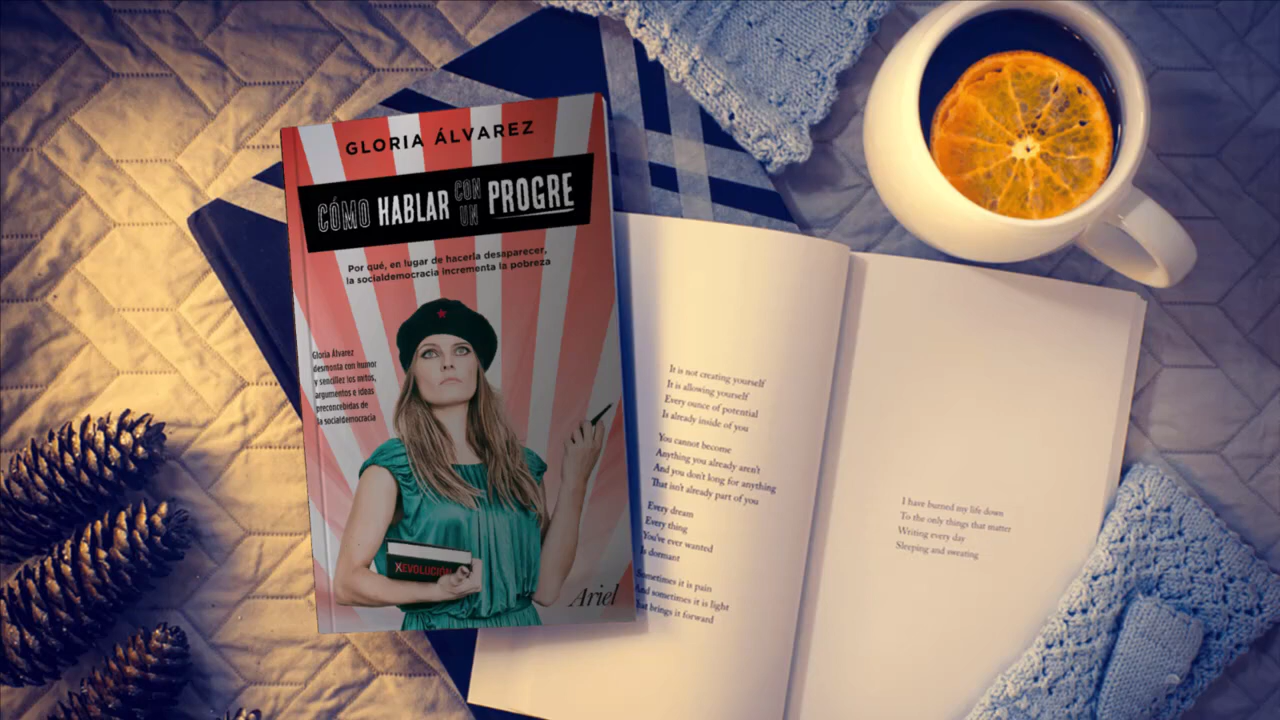 GLORIA ÁLVAREZ
CÓMO HABLAR CON UN PROGRE
Por qué, en lugar de hacerla desaparecer,
la socialdemocracia incrementa la pobreza
Gloria Álvarez
desmonta con humor
y sencillez los mitos,
argumentos e ideas
preconcebidas de
la socialdemocracia
XEVOLUCIÓN
Ariel
It is not creating yourself
It is allowing yourself
Every ounce of potential
Is already inside of you
You cannot become
Anything you already aren't
And you don't long for anything
That isn't already part of you
Every dream
Every thing
You've ever wanted
Is dormant
Sometimes it is pain
And sometimes it is light
That brings it forward
I have burned my life down
To the only things that matter
Writing every day
Sleeping and sweating